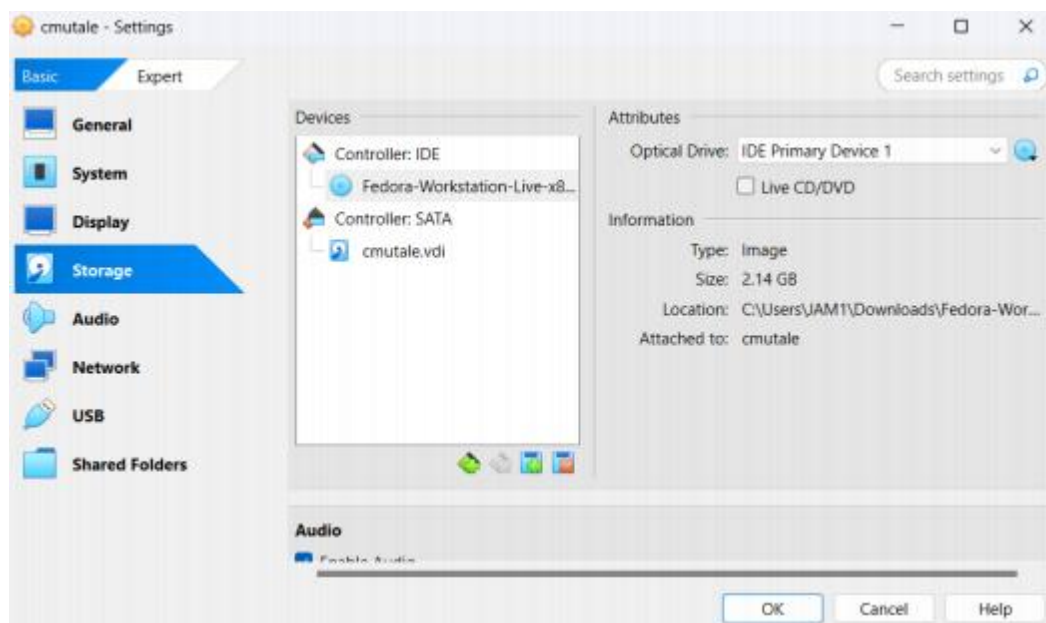 cmutale - Settings
Basic
Expert
Search settings
General
System
Display
Storage
Audio
Network
USB
Shared Folders
Devices
Controller: IDE
Fedora-Workstation-Live-x8...
Controller: SATA
cmutale.vdi
Attributes
Optical Drive: IDE Primary Device 1
Live CD/DVD
Information
Type: Image
Size: 2.14 GB
Location: C:\Users\JAM1\Downloads\Fedora-Wor...
Attached to: cmutale
Audio
Enable Audio
OK
Cancel
Help